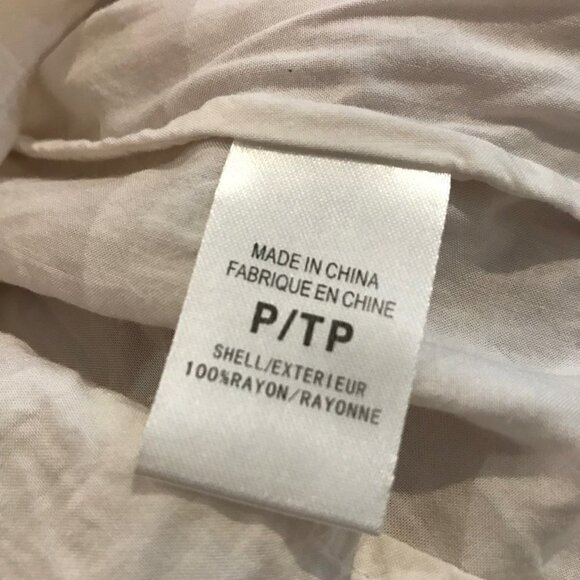 MADE IN CHINA
FABRIQUE EN CHINE
P/TP
SHELL/EXTERIEUR
100%RAYON/RAYONNE